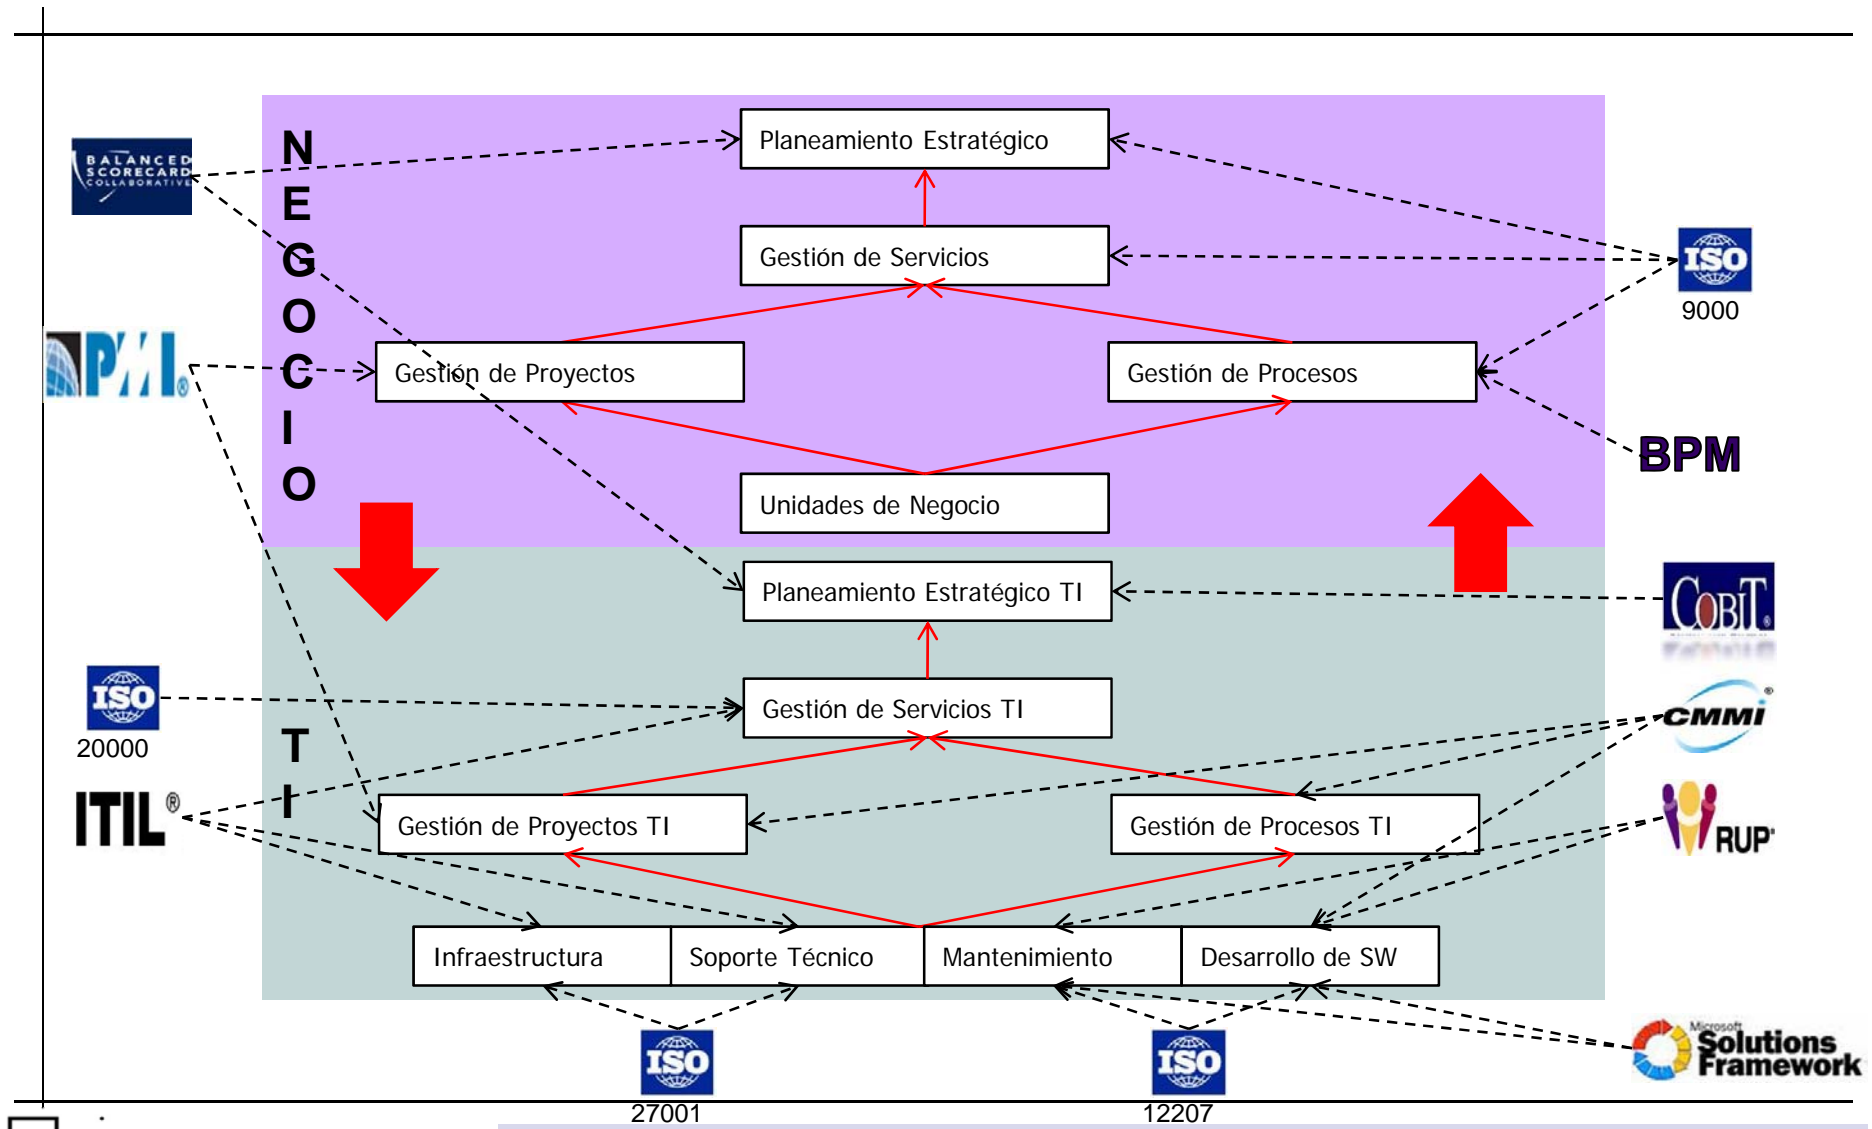 N
E
G
O
C
I
O
Planeamiento Estratégico
BALANCED
SCORECARD
COLLABORATIVE
Gestión de Servicios
ISO
9000
PMI®
Gestión de Proyectos
Gestión de Procesos
BPM
Unidades de Negocio
Planeamiento Estratégico TI
COBIT®
ISO
20000
T
I
Gestión de Servicios TI
CMMi®
ITIL®
Gestión de Proyectos TI
Gestión de Procesos TI
RUP
Infraestructura
Soporte Técnico
Mantenimiento
Desarrollo de SW
ISO
27001
ISO
12207
Microsoft
Solutions
Framework